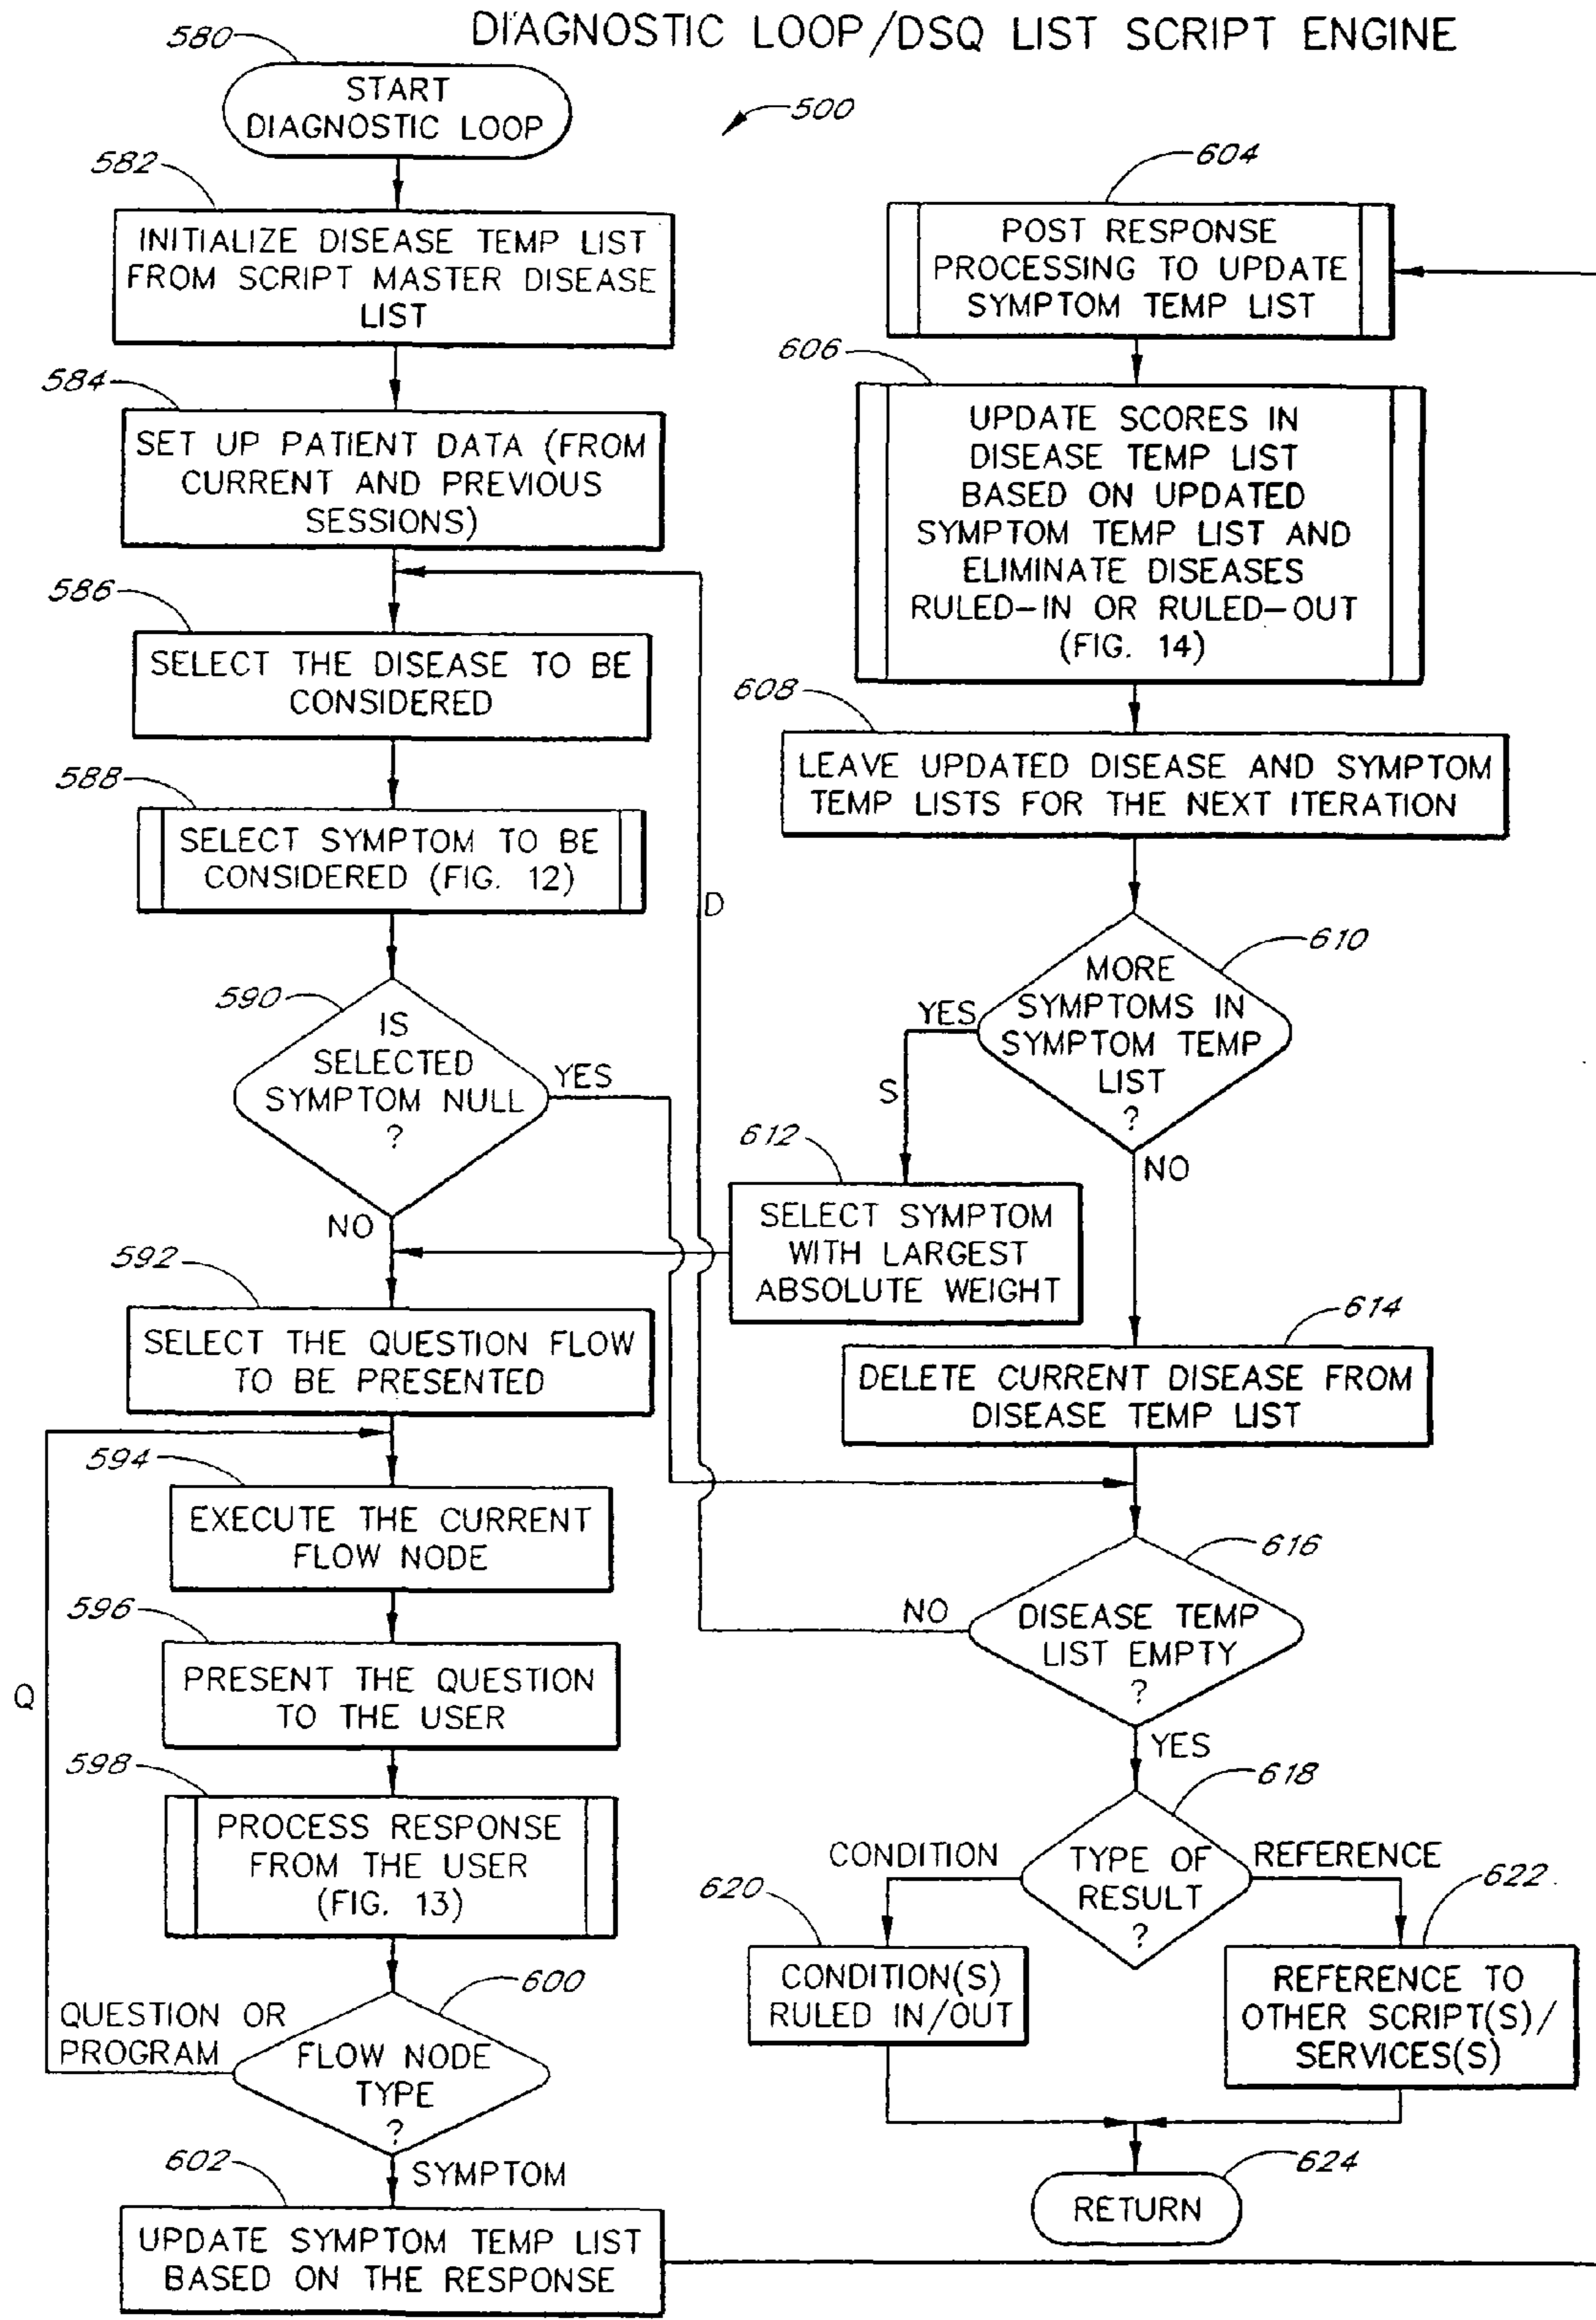 DIAGNOSTIC LOOP/DSQ LIST SCRIPT ENGINE
500
580
START
DIAGNOSTIC LOOP
582
INITIALIZE DISEASE TEMP LIST
FROM SCRIPT MASTER DISEASE
LIST
584
SET UP PATIENT DATA (FROM
CURRENT AND PREVIOUS
SESSIONS)
586
SELECT THE DISEASE TO BE
CONSIDERED
588
SELECT SYMPTOM TO BE
CONSIDERED (FIG. 12)
590
IS
SELECTED
SYMPTOM NULL
?
YES
NO
592
SELECT THE QUESTION FLOW
TO BE PRESENTED
594
EXECUTE THE CURRENT
FLOW NODE
596
PRESENT THE QUESTION
TO THE USER
Q
598
PROCESS RESPONSE
FROM THE USER
(FIG. 13)
600
QUESTION OR
PROGRAM
FLOW NODE
TYPE
?
SYMPTOM
602
UPDATE SYMPTOM TEMP LIST
BASED ON THE RESPONSE
604
POST RESPONSE
PROCESSING TO UPDATE
SYMPTOM TEMP LIST
606
UPDATE SCORES IN
DISEASE TEMP LIST
BASED ON UPDATED
SYMPTOM TEMP LIST AND
ELIMINATE DISEASES
RULED-IN OR RULED-OUT
(FIG. 14)
608
LEAVE UPDATED DISEASE AND SYMPTOM
TEMP LISTS FOR THE NEXT ITERATION
D
610
MORE
SYMPTOMS IN
SYMPTOM TEMP
LIST
?
YES
S
NO
612
SELECT SYMPTOM
WITH LARGEST
ABSOLUTE WEIGHT
614
DELETE CURRENT DISEASE FROM
DISEASE TEMP LIST
616
DISEASE TEMP
LIST EMPTY
?
NO
YES
618
TYPE OF
RESULT
?
CONDITION
REFERENCE
620
CONDITION(S)
RULED IN/OUT
622
REFERENCE TO
OTHER SCRIPT(S)/
SERVICES(S)
624
RETURN